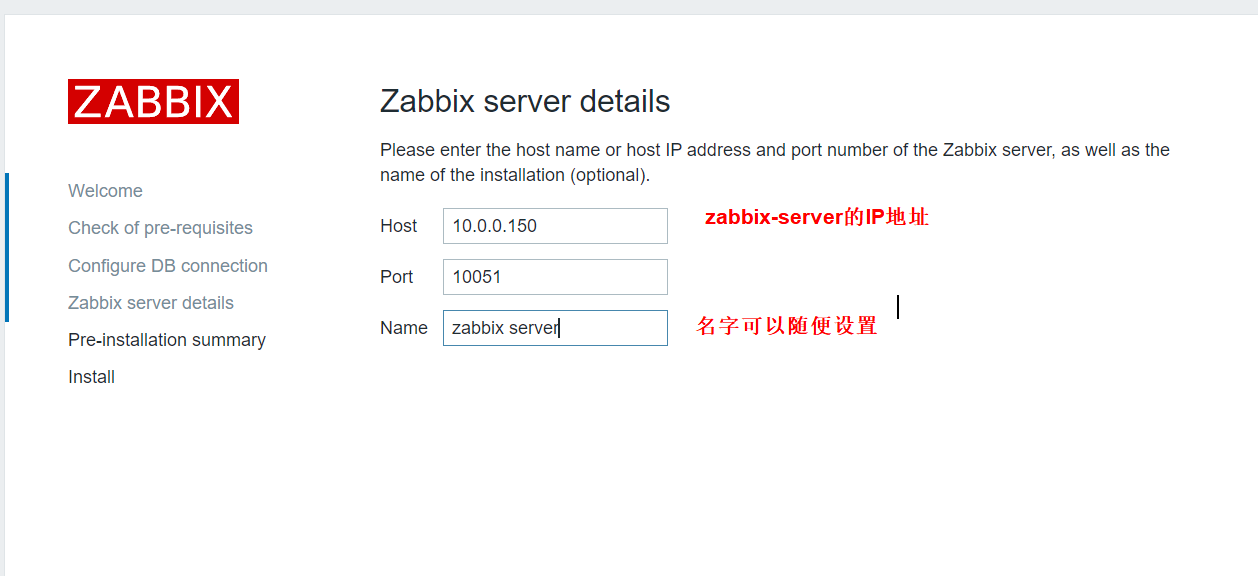 ZABBIX
Welcome
Check of pre-requisites
Configure DB connection
Zabbix server details
Pre-installation summary
Install
Zabbix server details
Please enter the host name or host IP address and port number of the Zabbix server, as well as the
name of the installation (optional).
Host 10.0.0.150 zabbix-server的IP地址
Port 10051
Name zabbix server 名字可以随便设置